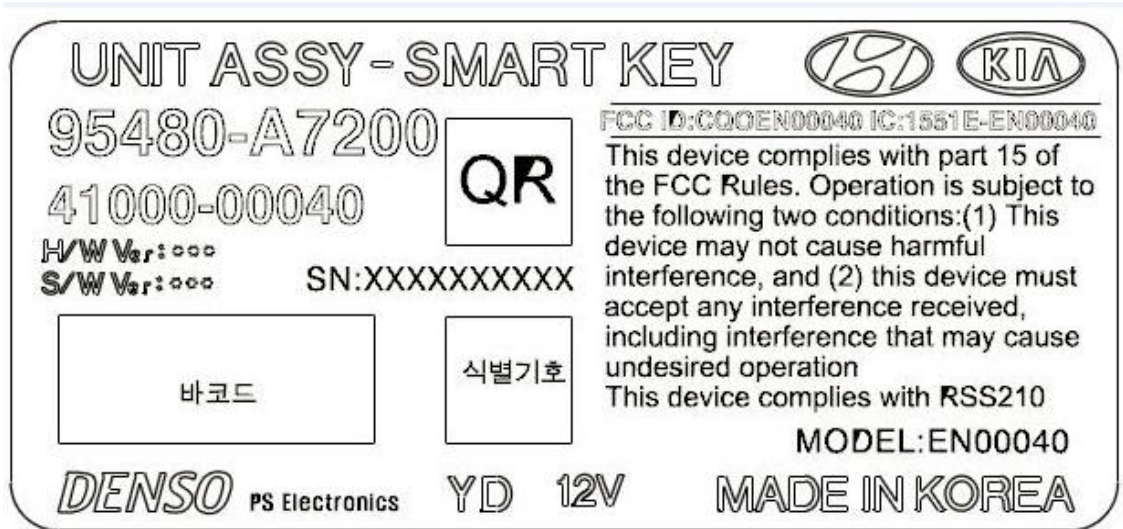 UNIT ASSY-SMART KEY
KIA
95480-A7200
41000-00040
H/W Ver:°°°
S/W Ver:°°°
QR
SN:XXXXXXXXXX
바코드
식별기호
FCC ID:CQOEN00040 IC:1551E-EN00040
This device complies with part 15 of
the FCC Rules. Operation is subject to
the following two conditions:(1) This
device may not cause harmful
interference, and (2) this device must
accept any interference received,
including interference that may cause
undesired operation
This device complies with RSS210
MODEL:EN00040
DENSO PS Electronics YD 12V MADE IN KOREA